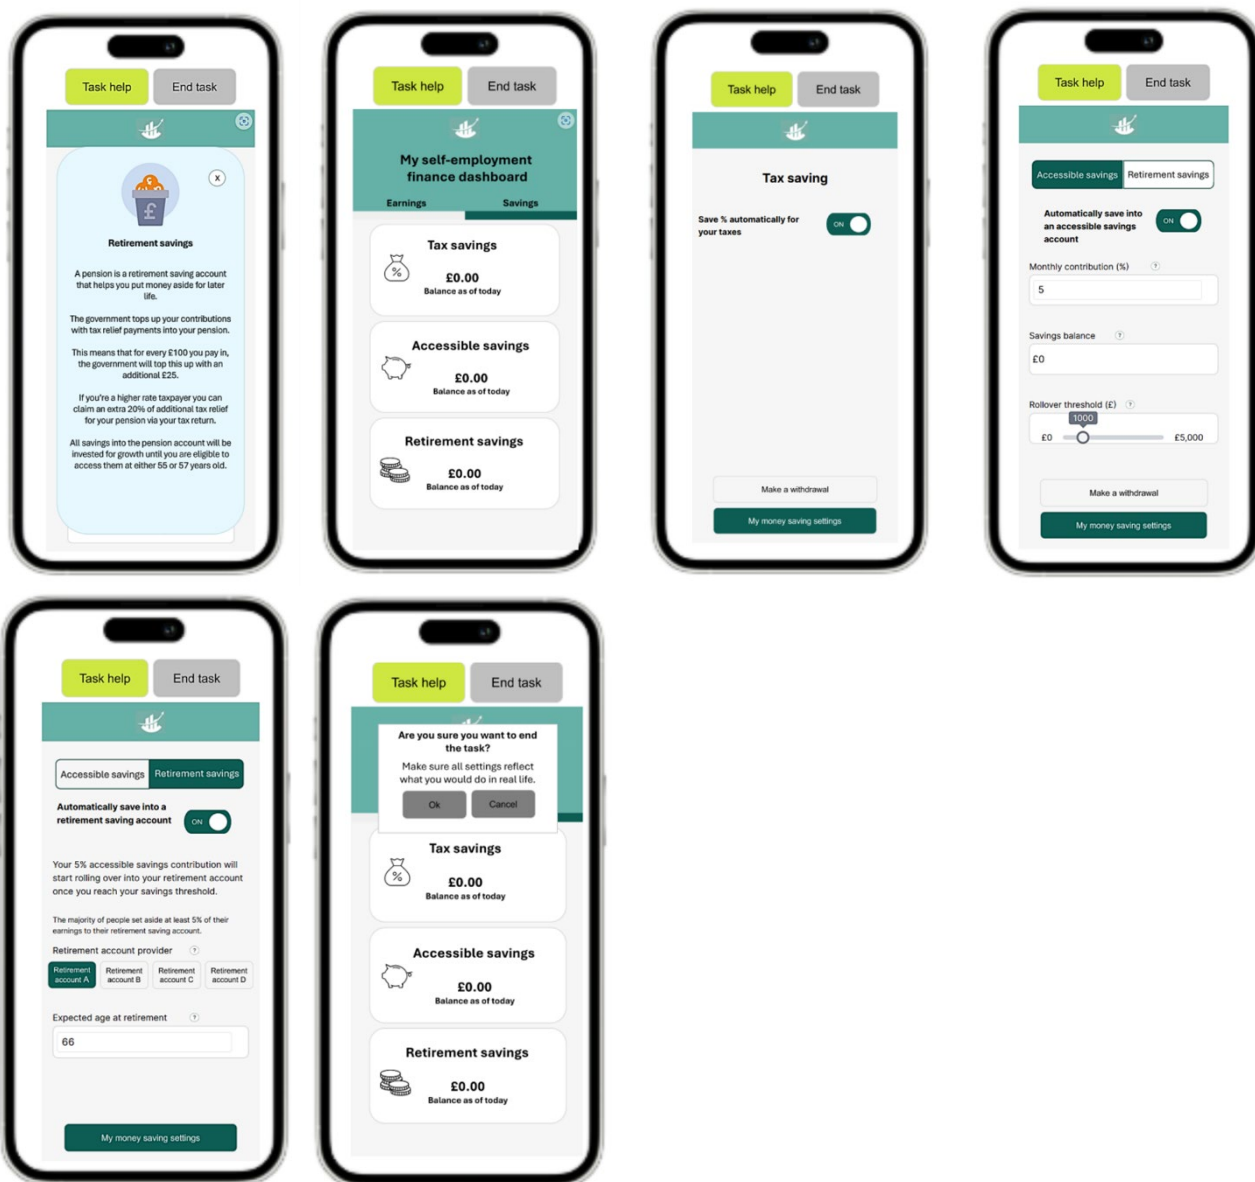 Task help End task
£
X
Retirement savings
A pension is a retirement saving account
that helps you put money aside for later
life.
The government tops up your contributions
with tax relief payments into your pension.
This means that for every £100 you pay in,
the government will top this up with an
additional £25.
If you're a higher rate taxpayer you can
claim an extra 20% of additional tax relief
for your pension via your tax return.
All savings into the pension account will be
invested for growth until you are eligible to
access them at either 55 or 57 years old.
Task help End task
My self-employment
finance dashboard
Earnings Savings
Tax savings
%
£0.00
Balance as of today
Accessible savings
£0.00
Balance as of today
Retirement savings
£0.00
Balance as of today
Task help End task
Tax saving
Save % automatically for
your taxes
ON
Make a withdrawal
My money saving settings
Task help End task
Accessible savings Retirement savings
Automatically save into
an accessible savings
account
ON
Monthly contribution (%) ?
5
Savings balance ?
£0
Rollover threshold (£) ?
1000
£0 £5,000
Make a withdrawal
My money saving settings
Task help End task
Accessible savings Retirement savings
Automatically save into a
retirement saving account
ON
Your 5% accessible savings contribution will
start rolling over into your retirement account
once you reach your savings threshold.
The majority of people set aside at least 5% of their
earnings to their retirement saving account.
Retirement account provider ?
Retirement account A
Retirement account B
Retirement account C
Retirement account D
Expected age at retirement ?
66
My money saving settings
Task help End task
Are you sure you want to end
the task?
Make sure all settings reflect
what you would do in real life.
Ok Cancel
Tax savings
%
£0.00
Balance as of today
Accessible savings
£0.00
Balance as of today
Retirement savings
£0.00
Balance as of today